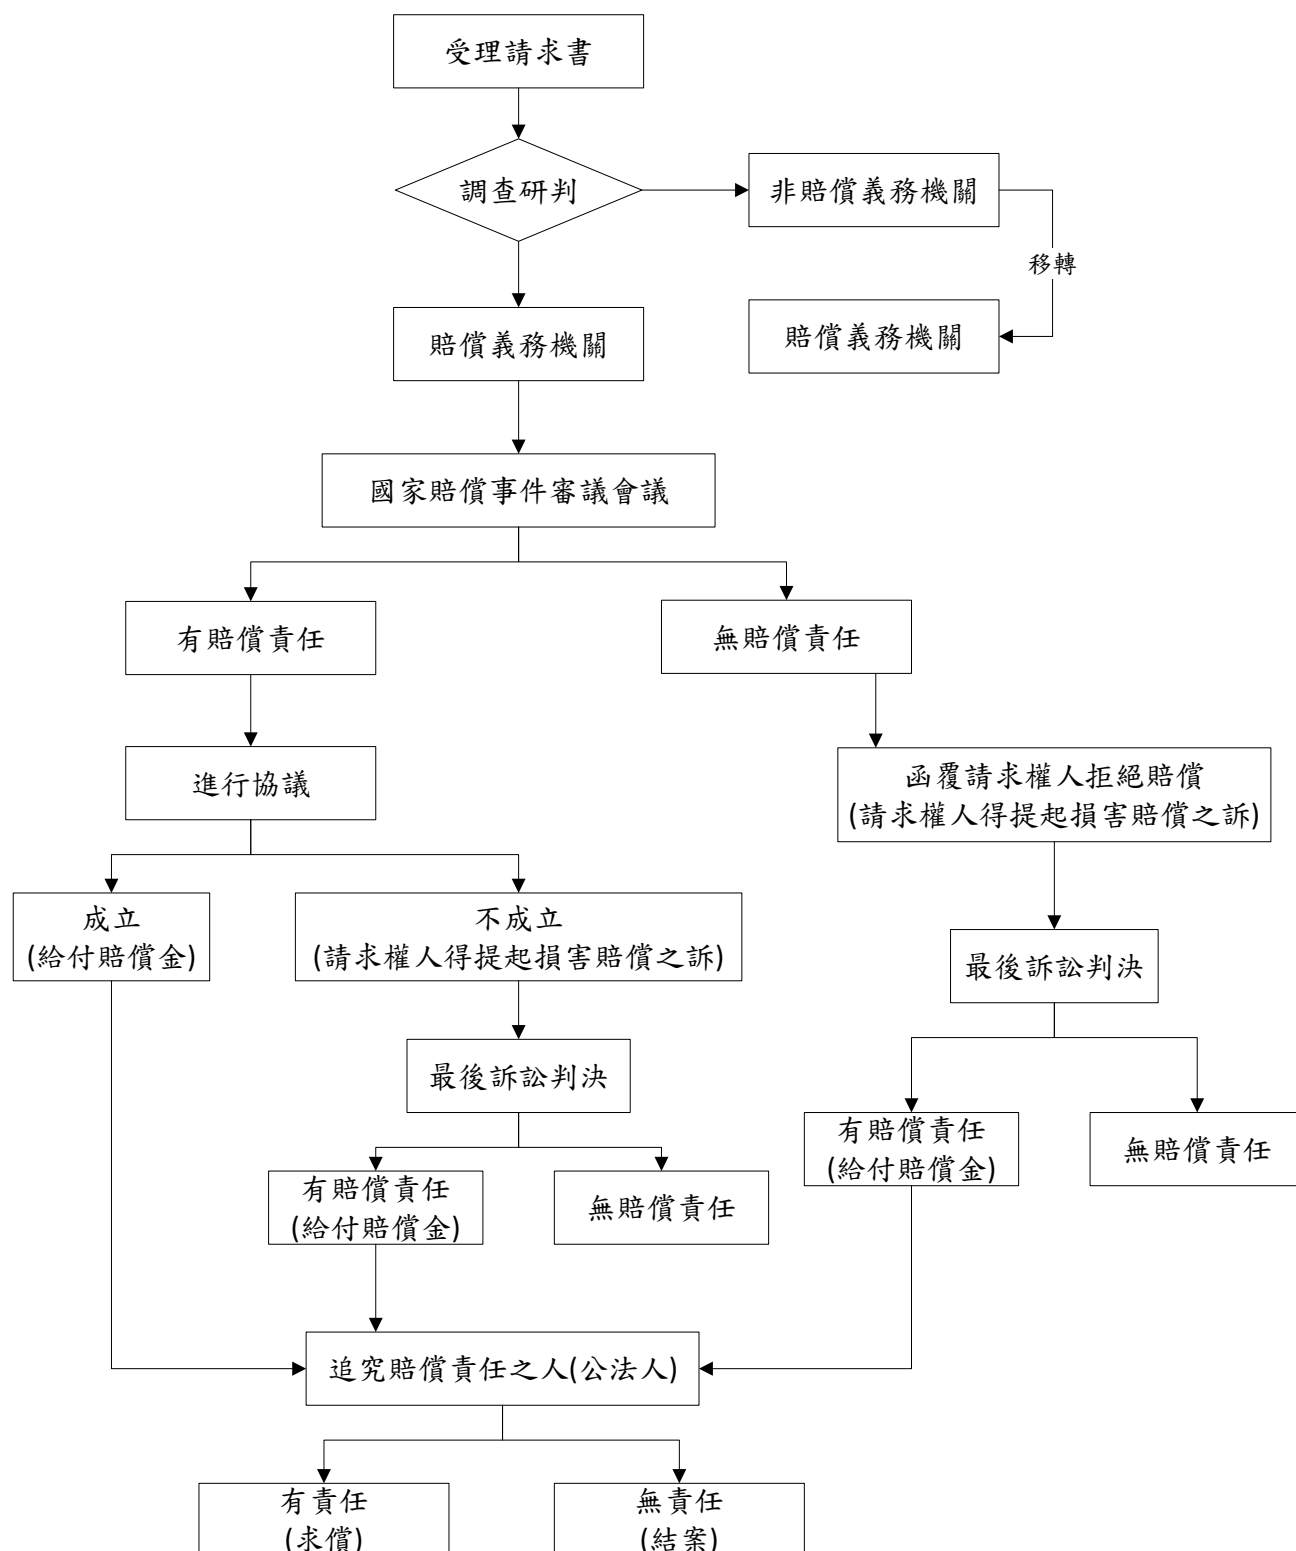 受理請求書
調查研判
非賠償義務機關
移轉
賠償義務機關
賠償義務機關
國家賠償事件審議會議
有賠償責任
無賠償責任
進行協議
函覆請求權人拒絕賠償
(請求權人得提起損害賠償之訴)
成立
(給付賠償金)
不成立
(請求權人得提起損害賠償之訴)
最後訴訟判決
最後訴訟判決
有賠償責任
(給付賠償金)
無賠償責任
有賠償責任
(給付賠償金)
無賠償責任
追究賠償責任之人(公法人)
有責任
(求償)
無責任
(結案)